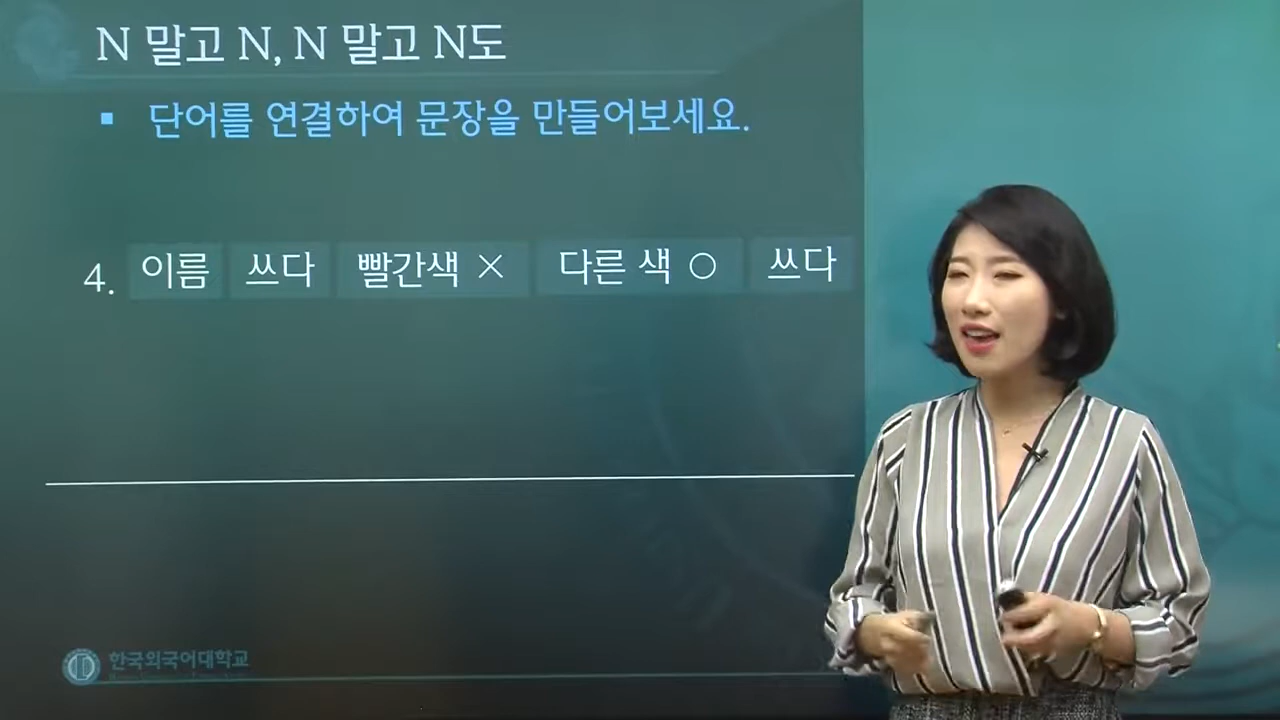 N 말고 N, N 말고 N도
▪ 단어를 연결하여 문장을 만들어보세요.
4. 이름 쓰다 빨간색 × 다른 색 ○ 쓰다
한국외국어대학교